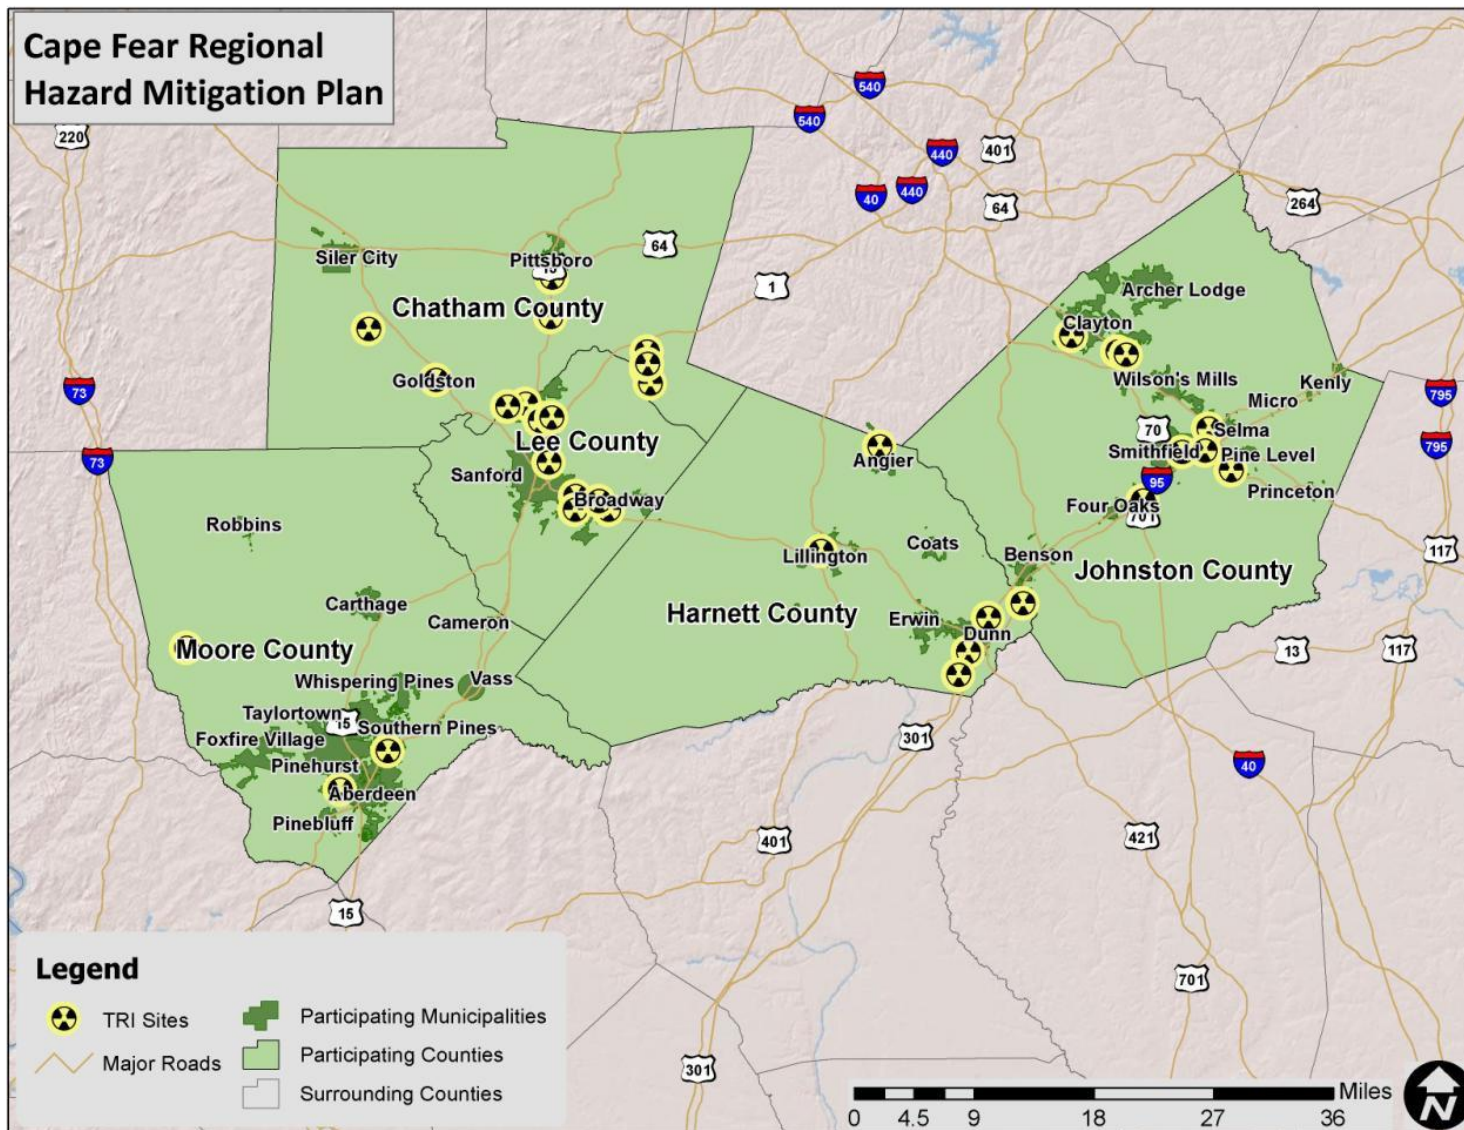 Cape Fear Regional
Hazard Mitigation Plan
220
540
540
440
401
440
40
64
264
Siler City
Pittsboro
64
15
1
Archer Lodge
Chatham County
Clayton
Goldston
Wilson's Mills
Kenly
73
795
Micro
70
Selma
Lee County
Smithfield
Pine Level
795
73
Angier
Sanford
95
Princeton
Broadway
Four Oaks
701
Robbins
Lillington
Coats
Benson
117
Johnston County
Carthage
Harnett County
Erwin
Cameron
Dunn
Moore County
13
117
Whispering Pines
Vass
Taylortown
15
Southern Pines
Foxfire Village
301
Pinehurst
40
Aberdeen
Pinebluff
401
421
15
Legend
TRI Sites
Major Roads
Participating Municipalities
Participating Counties
Surrounding Counties
701
301
Miles
0 4.5 9 18 27 36
N